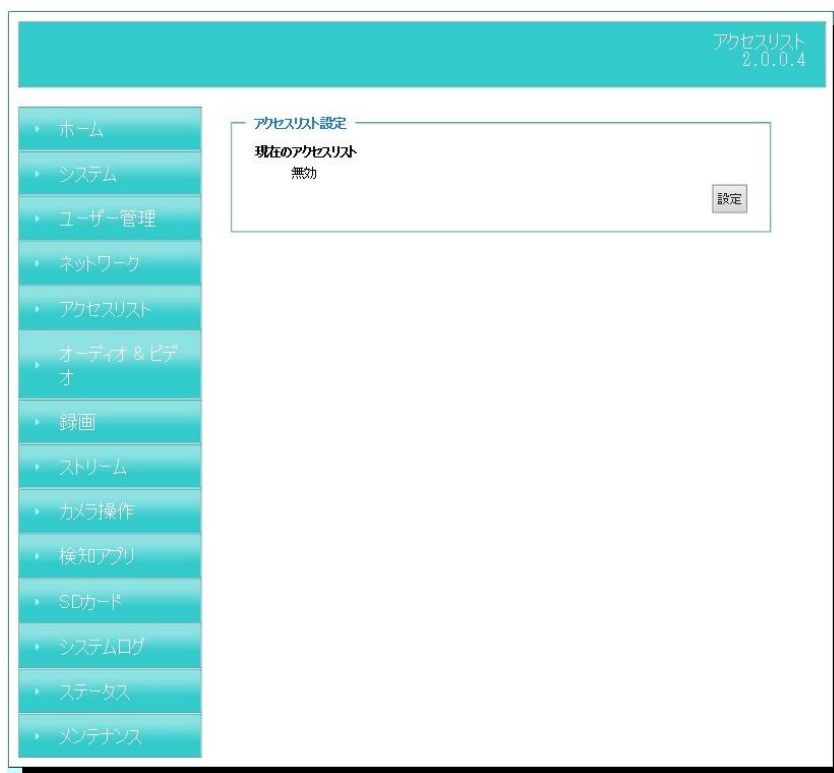 アクセスリスト
2.0.0.4
ホーム
システム
ユーザー管理
ネットワーク
アクセスリスト
オーディオ & ビデ
オ
録画
ストリーム
カメラ操作
検知アプリ
SDカード
システムログ
ステータス
メンテナンス
アクセスリスト設定
現在のアクセスリスト
無効
設定